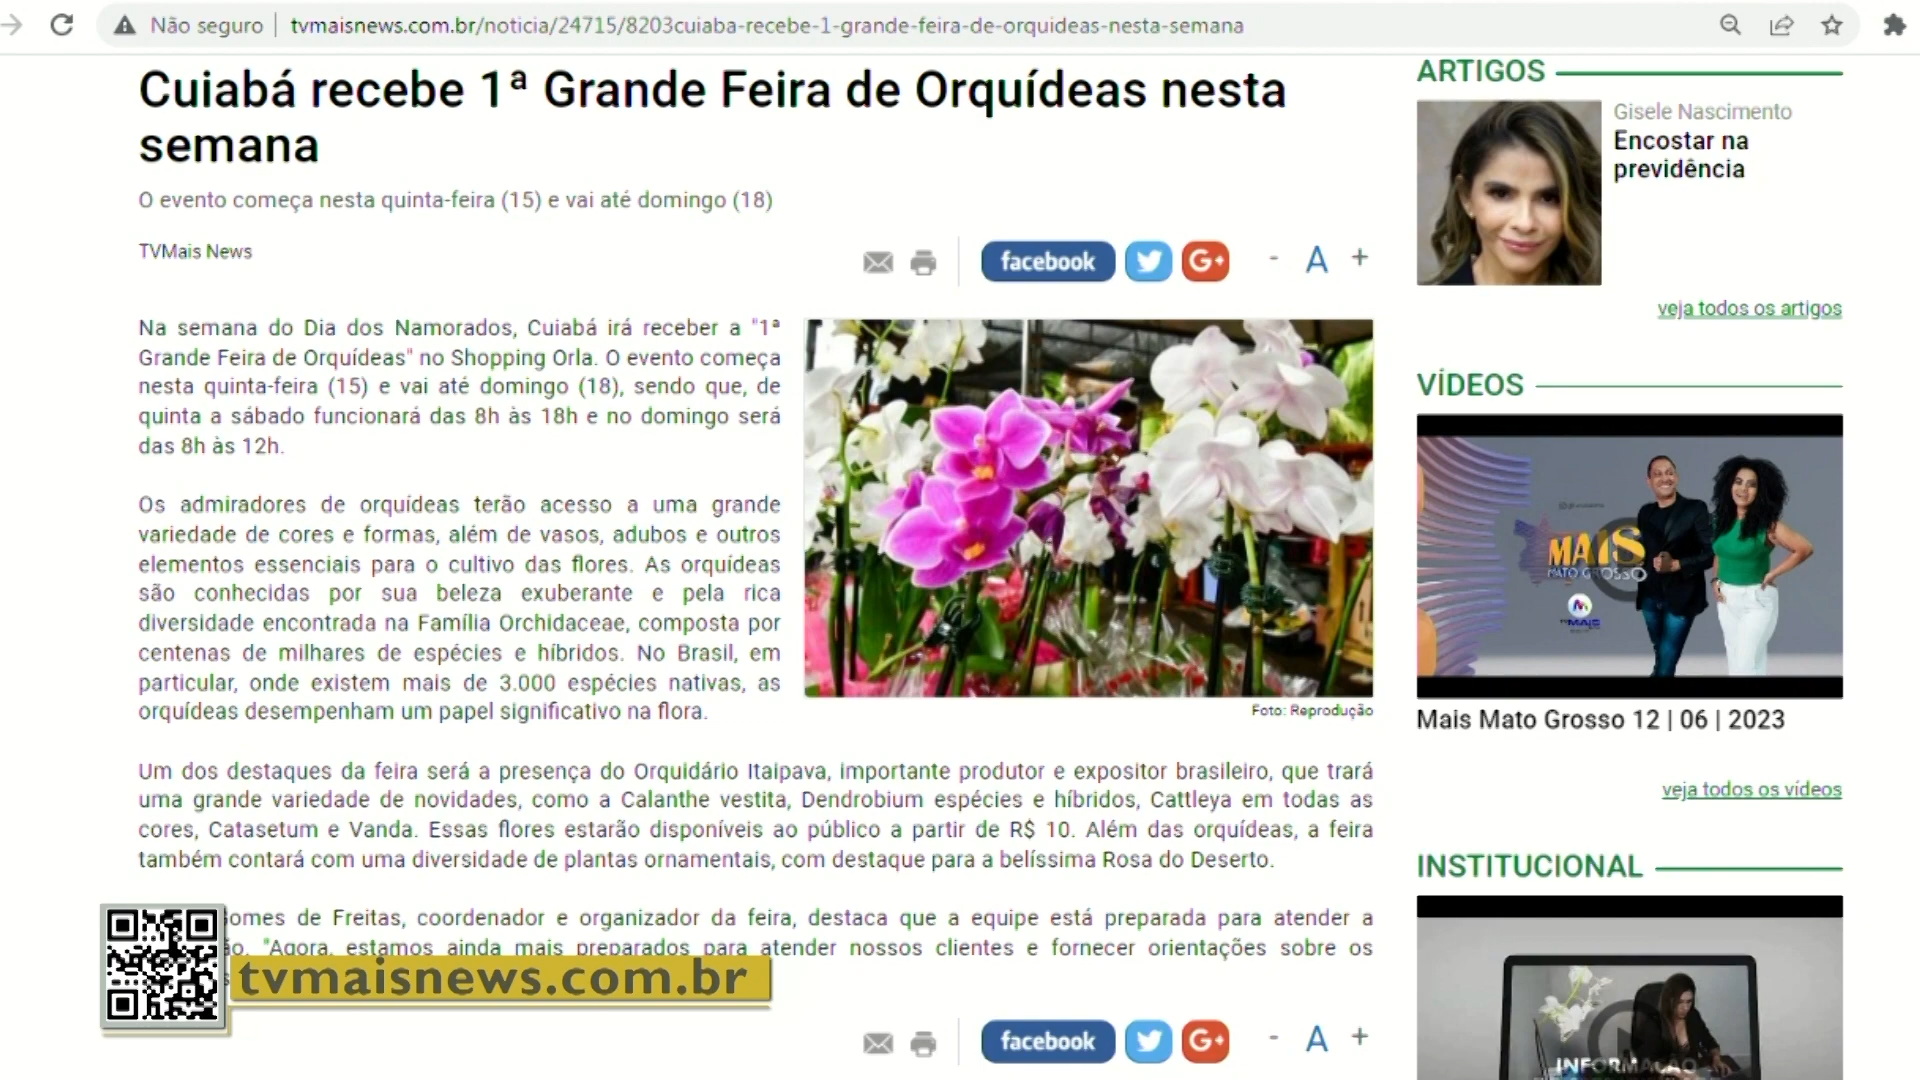 Não seguro
tvmaisnews.com.br/noticia/24715/8203cuiaba-recebe-1-grande-feira-de-orquideas-nesta-semana
Cuiabá recebe 1ª Grande Feira de Orquídeas nesta
semana
O evento começa nesta quinta-feira (15) e vai até domingo (18)
TVMais News
facebook
G+
- A +
Na semana do Dia dos Namorados, Cuiabá irá receber a "1ª
Grande Feira de Orquídeas" no Shopping Orla. O evento começa
nesta quinta-feira (15) e vai até domingo (18), sendo que, de
quinta a sábado funcionará das 8h às 18h e no domingo será
das 8h às 12h.
Os admiradores de orquídeas terão acesso a uma grande
variedade de cores e formas, além de vasos, adubos e outros
elementos essenciais para o cultivo das flores. As orquídeas
são conhecidas por sua beleza exuberante e pela rica
diversidade encontrada na Família Orchidaceae, composta por
centenas de milhares de espécies e híbridos. No Brasil, em
particular, onde existem mais de 3.000 espécies nativas, as
orquídeas desempenham um papel significativo na flora.
Foto: Reprodução
Um dos destaques da feira será a presença do Orquidário Itaipava, importante produtor e expositor brasileiro, que trará
uma grande variedade de novidades, como a Calanthe vestita, Dendrobium espécies e híbridos, Cattleya em todas as
cores, Catasetum e Vanda. Essas flores estarão disponíveis ao público a partir de R$ 10. Além das orquídeas, a feira
também contará com uma diversidade de plantas ornamentais, com destaque para a belíssima Rosa do Deserto.
de Freitas, coordenador e organizador da feira, destaca que a equipe está preparada para atender a
"Agora, estamos ainda mais preparados para atender nossos clientes e fornecer orientações sobre os
tvmaisnews.com.br
facebook
G+
- A +
ARTIGOS
Gisele Nascimento
Encostar na
previdência
veja todos os artigos
VÍDEOS
MAIS
MATO GROSSO
MAIS
Mais Mato Grosso 12 | 06 | 2023
veja todos os vídeos
INSTITUCIONAL
INFORMAÇÃO